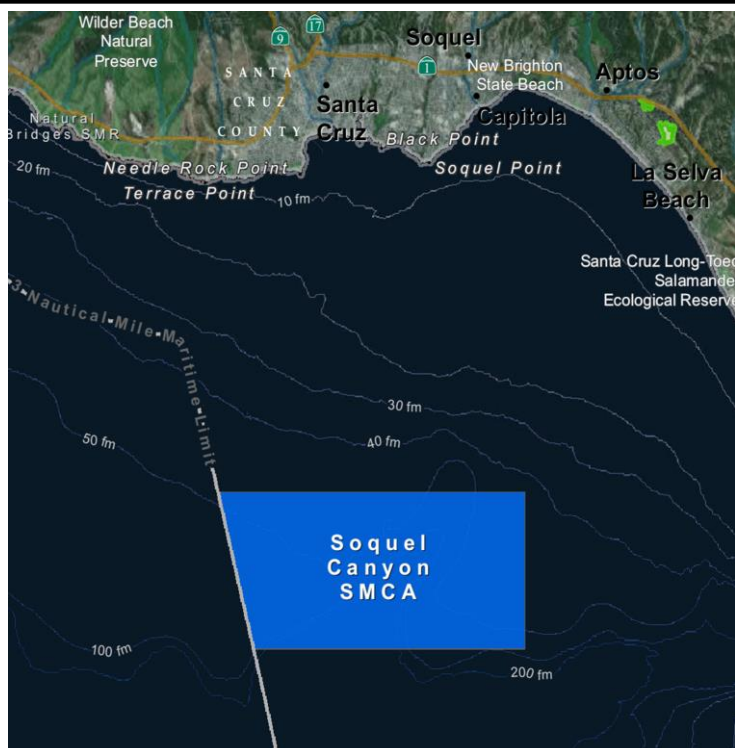 Wilder Beach
Natural
Preserve
17
9
Soquel
1
New Brighton
State Beach
Aptos
SANTA
CRUZ
COUNTY
Santa
Cruz
Capitola
Natural
Bridges SMR
Black Point
Needle Rock Point
Soquel Point
20 fm
Terrace Point
10 fm
La Selva
Beach
Santa Cruz Long-Toed
Salamander
Ecological Reserve
3-Nautical-Mile-Maritime-Limit
30 fm
50 fm
40 fm
Soquel
Canyon
SMCA
100 fm
200 fm